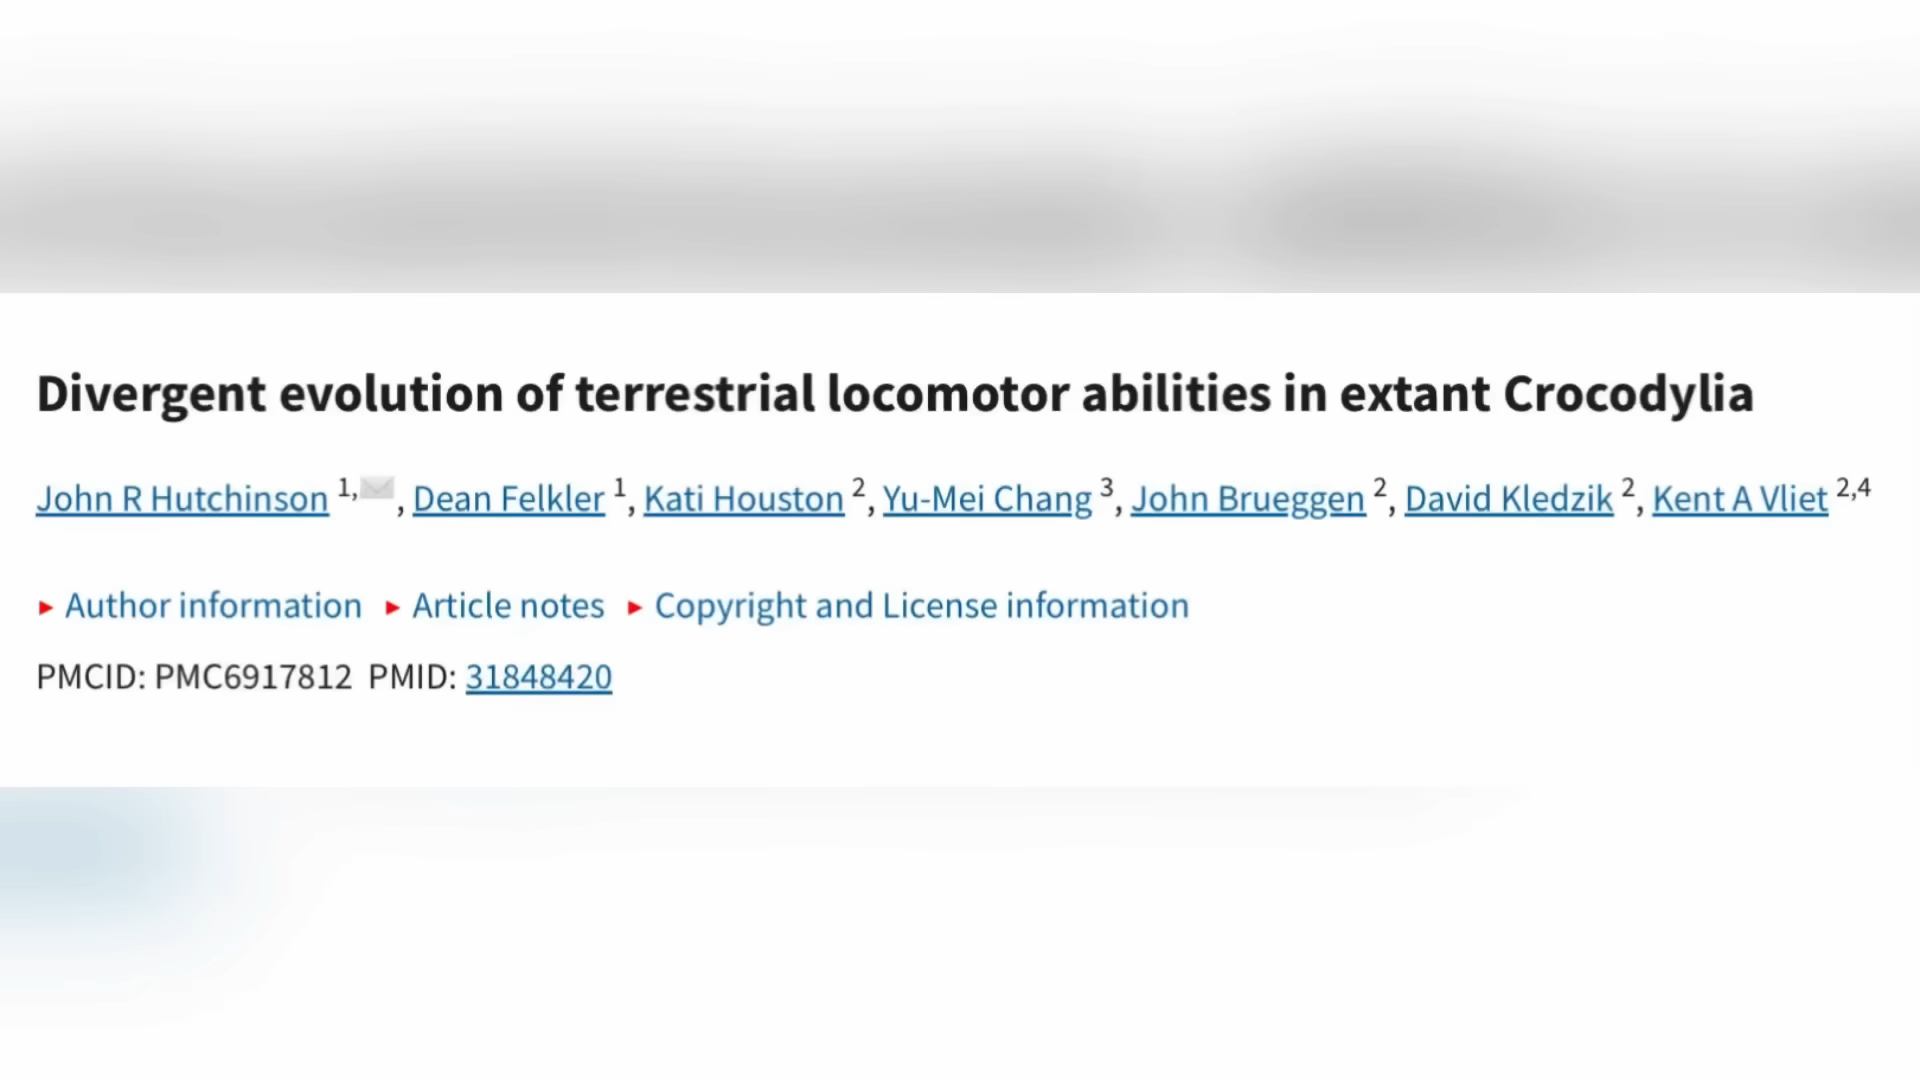 Divergent evolution of terrestrial locomotor abilities in extant Crocodylia
John R Hutchinson 1, , Dean Felkler 1, Kati Houston 2, Yu-Mei Chang 3, John Brueggen 2, David Kledzik 2, Kent A Vliet 2,4
▸ Author information ▸ Article notes ▸ Copyright and License information
PMCID: PMC6917812 PMID: 31848420